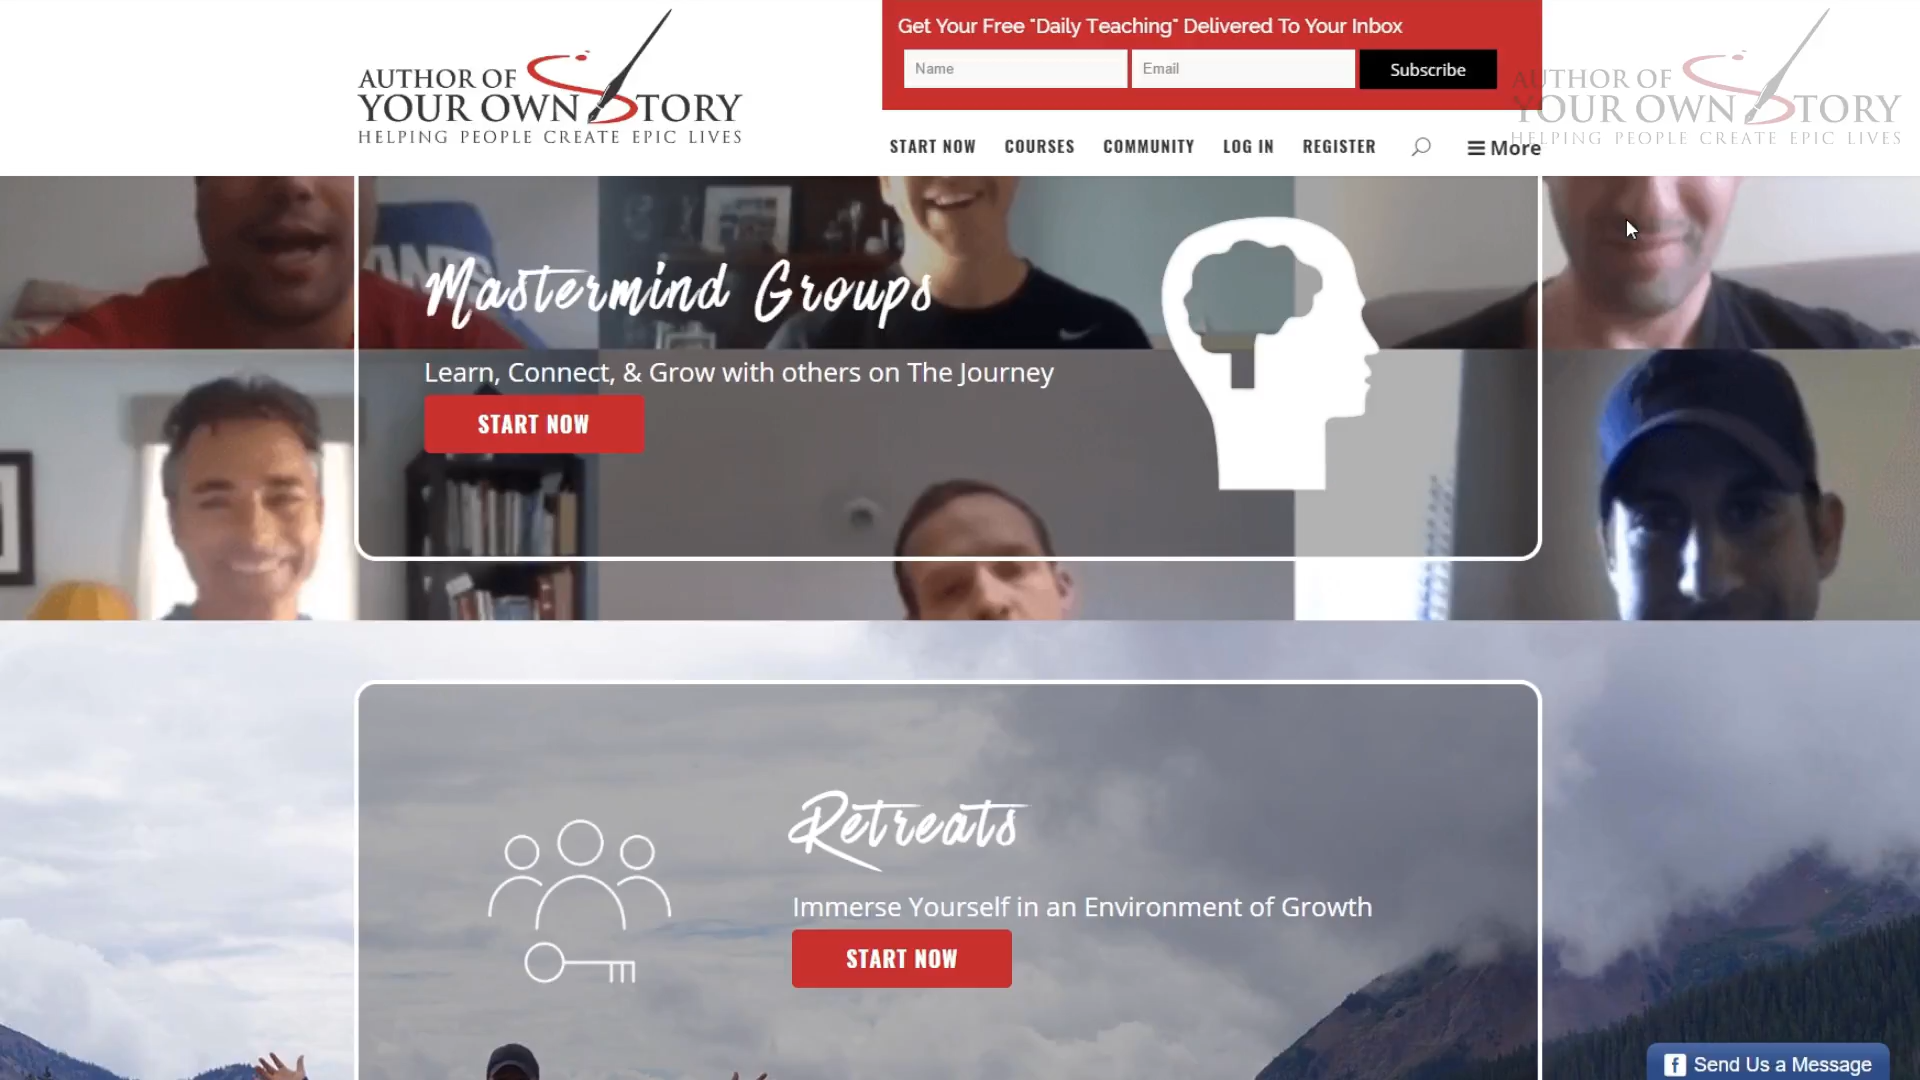 Get Your Free "Daily Teaching" Delivered To Your Inbox
Name
Email
Subscribe
AUTHOR OF
YOUR OWN STORY
HELPING PEOPLE CREATE EPIC LIVES
AUTHOR OF
YOUR OWN STORY
HELPING PEOPLE CREATE EPIC LIVES
START NOW
COURSES
COMMUNITY
LOG IN
REGISTER
More
Mastermind Groups
Learn, Connect, & Grow with others on The Journey
START NOW
Retreats
Immerse Yourself in an Environment of Growth
START NOW
Send Us a Message